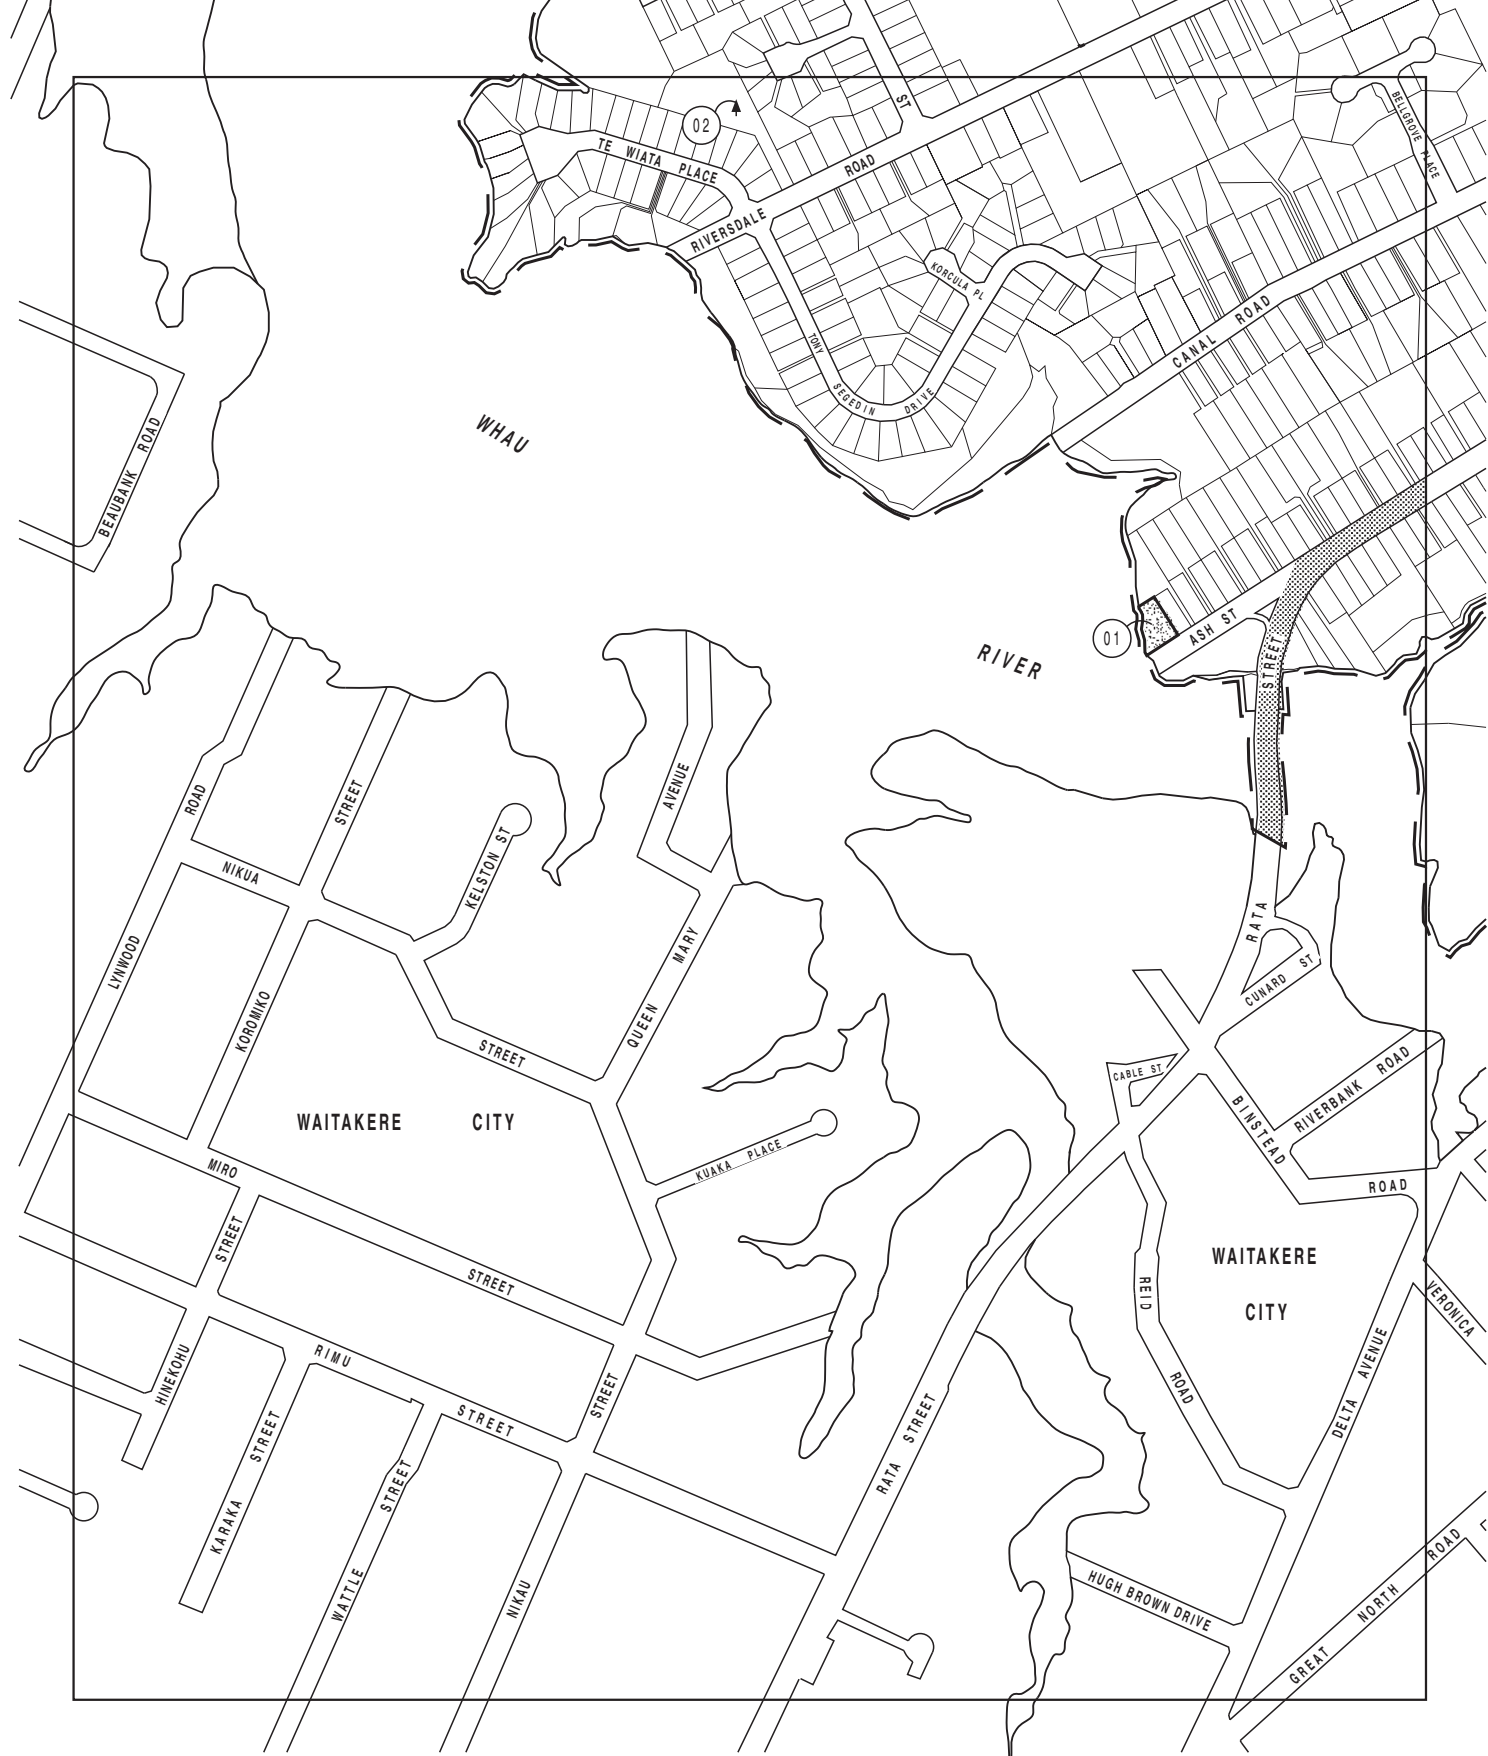 02
ST
BELLGROVE PLACE
TE WIATA PLACE
ROAD
RIVERSDALE
KORCULA PL
TONY
SEGEDIN
DRIVE
CANAL ROAD
WHAU
BEAUBANK ROAD
01
ASH ST
RIVER
STREET
ROAD
STREET
AVENUE
KELSTON ST
NIKUA
LYNWOOD
KOROMIKO
STREET
QUEEN MARY
RATA
CUNARD ST
CABLE ST
BINSTEAD
RIVERBANK ROAD
ROAD
WAITAKERE CITY
KUAKA PLACE
MIRO
STREET
STREET
WAITAKERE
CITY
REID
ROAD
VERONICA
DELTA AVENUE
HINEKOHU
RIMU
STREET
STREET
KARAKA STREET
WATTLE STREET
NIKAU
RATA STREET
HUGH BROWN DRIVE
GREAT NORTH ROAD